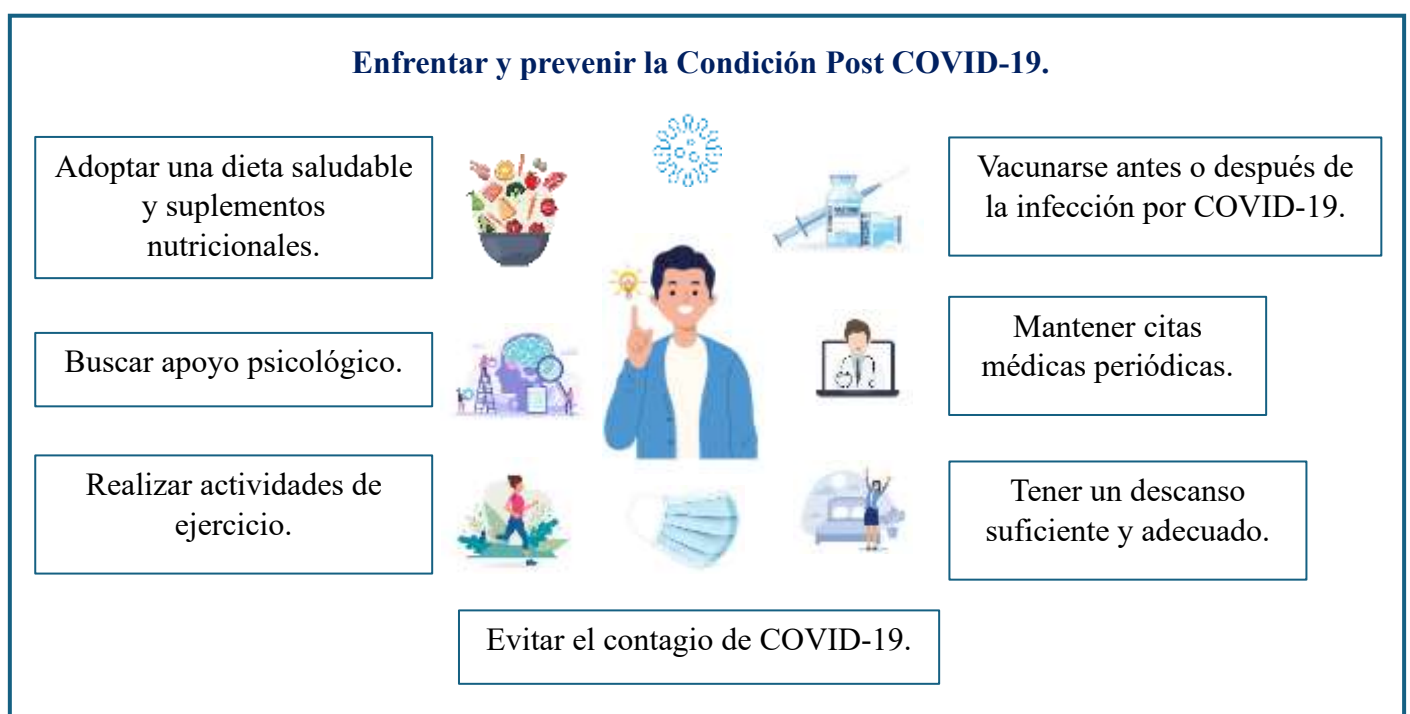 Enfrentar y prevenir la Condición Post COVID-19.
Adoptar una dieta saludable
y suplementos
nutricionales.
Vacunarse antes o después de
la infección por COVID-19.
Buscar apoyo psicológico.
Mantener citas
médicas periódicas.
Realizar actividades de
ejercicio.
Tener un descanso
suficiente y adecuado.
Evitar el contagio de COVID-19.